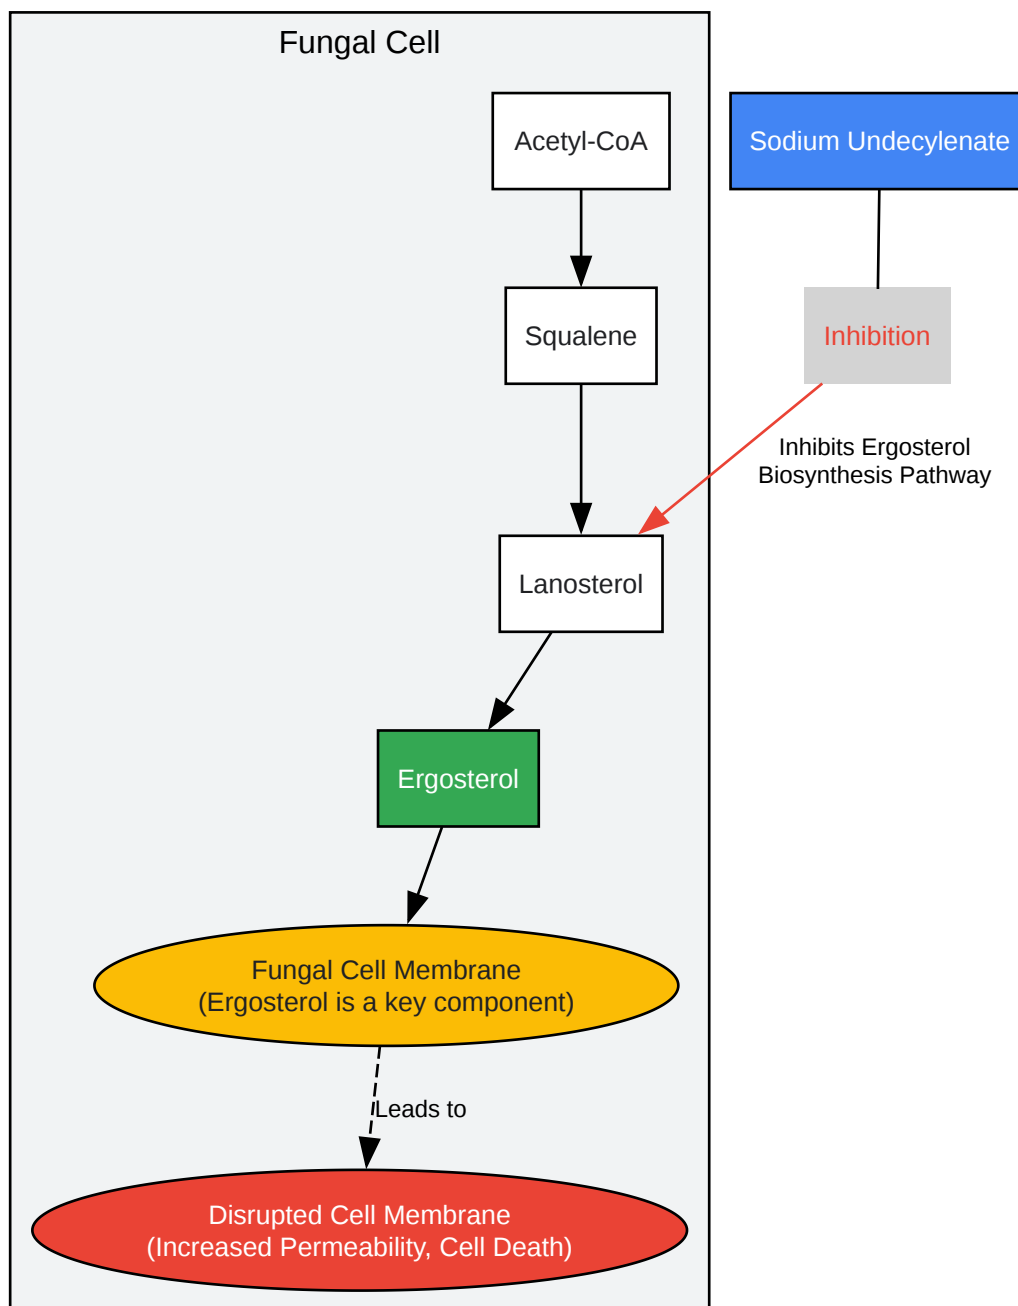 Fungal Cell
Acetyl-CoA
Sodium Undecylenate
Squalene
Inhibition
Inhibits Ergosterol
Biosynthesis Pathway
Lanosterol
Ergosterol
Fungal Cell Membrane
(Ergosterol is a key component)
Leads to
Disrupted Cell Membrane
(Increased Permeability, Cell Death)